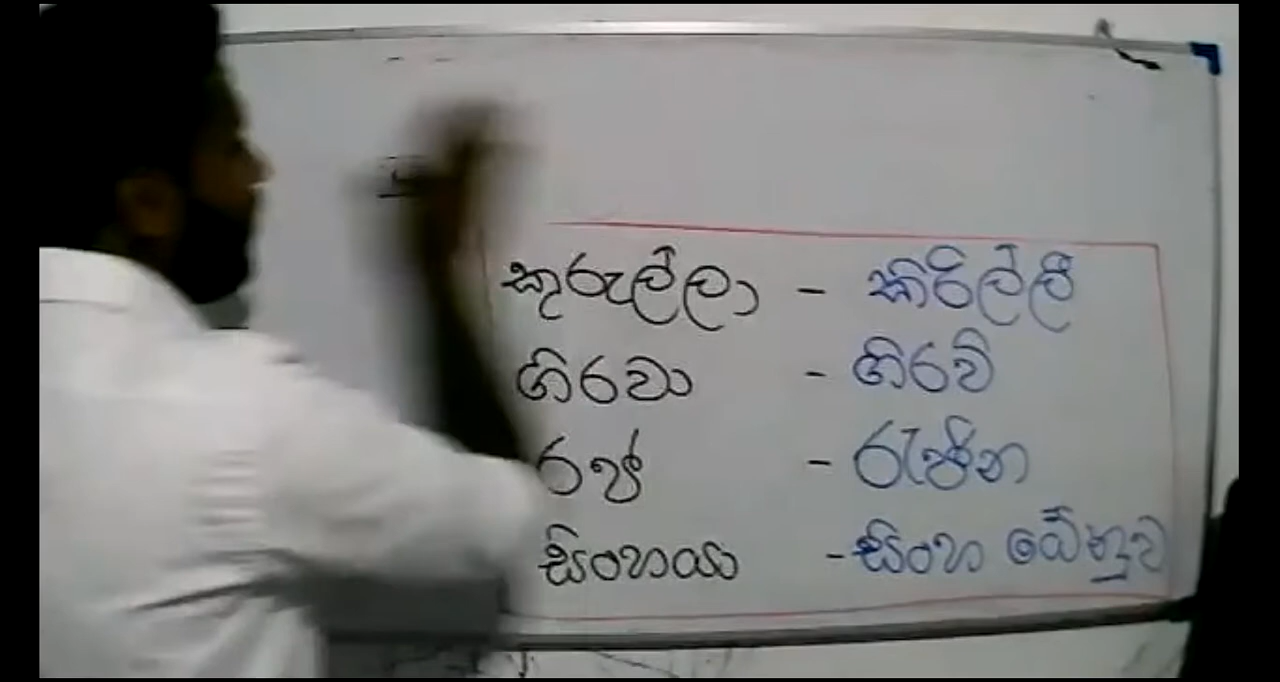 කුරුල්ලා - කිරිල්ලී
ගිරවා - ගිරවි
රජ - රැජින
සිංහයා - සිංහ ධේනුව